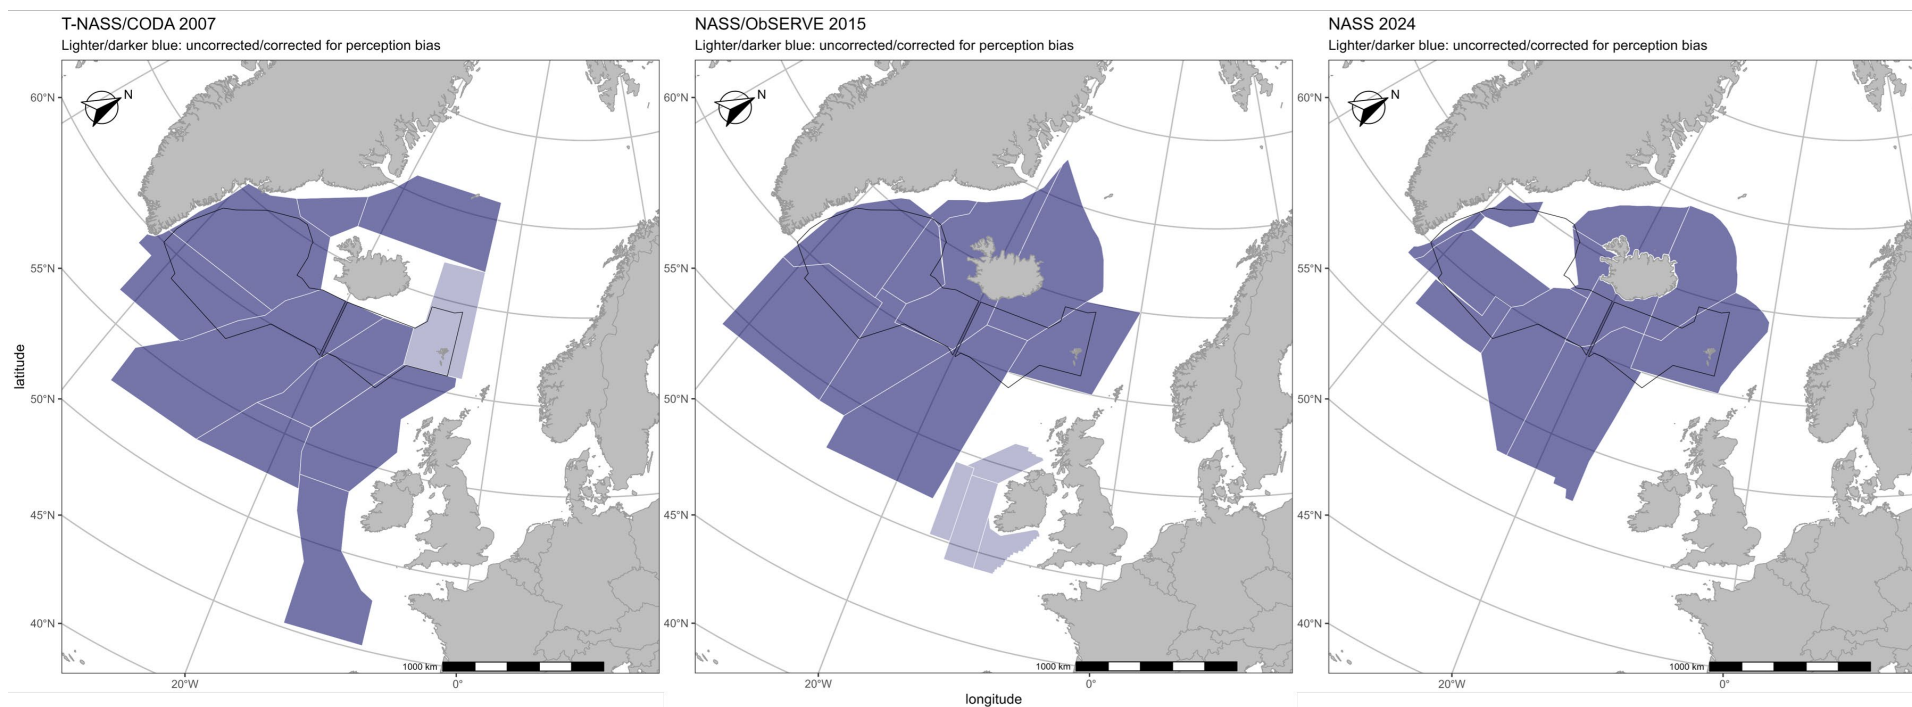 T-NASS/CODA 2007
Lighter/darker blue: uncorrected/corrected for perception bias
N
60°N
55°N
50°N
45°N
40°N
1000 km
20°W
0°
latitude
NASS/ObSERVE 2015
Lighter/darker blue: uncorrected/corrected for perception bias
N
60°N
55°N
50°N
45°N
40°N
1000 km
20°W
0°
longitude
NASS 2024
Lighter/darker blue: uncorrected/corrected for perception bias
N
60°N
55°N
50°N
45°N
40°N
1000 km
20°W
0°